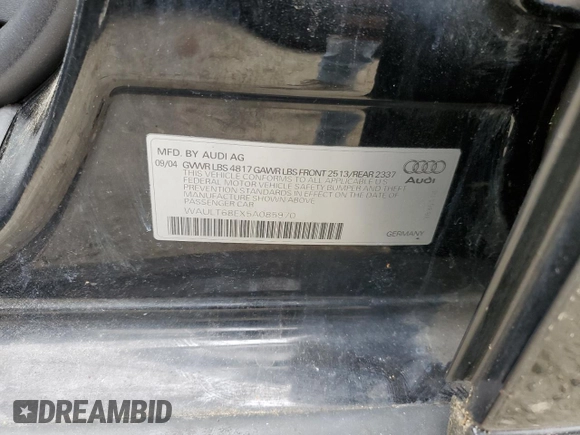 MFD. BY AUDI AG
09/04 GVWR LBS 4817 GAWR LBS FRONT 2513/REAR 2337
THIS VEHICLE CONFORMS TO ALL APPLICABLE U.S.
FEDERAL MOTOR VEHICLE SAFETY, BUMPER AND THEFT
PREVENTION STANDARDS IN EFFECT ON THE DATE OF
MANUFACTURE SHOWN ABOVE.
PASSENGER CAR
WAULT68EX5A085970
Audi
GERMANY
DREAMBID